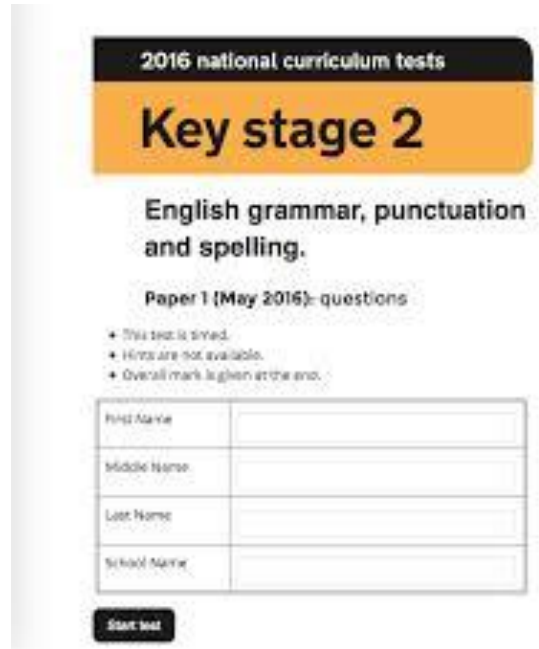 2016 national curriculum tests
Key stage 2
English grammar, punctuation
and spelling.
Paper 1 (May 2016): questions
• This test is timed.
• Hints are not available.
• Overall mark is given at the end.
First Name
Middle Name
Last Name
School Name
Start test